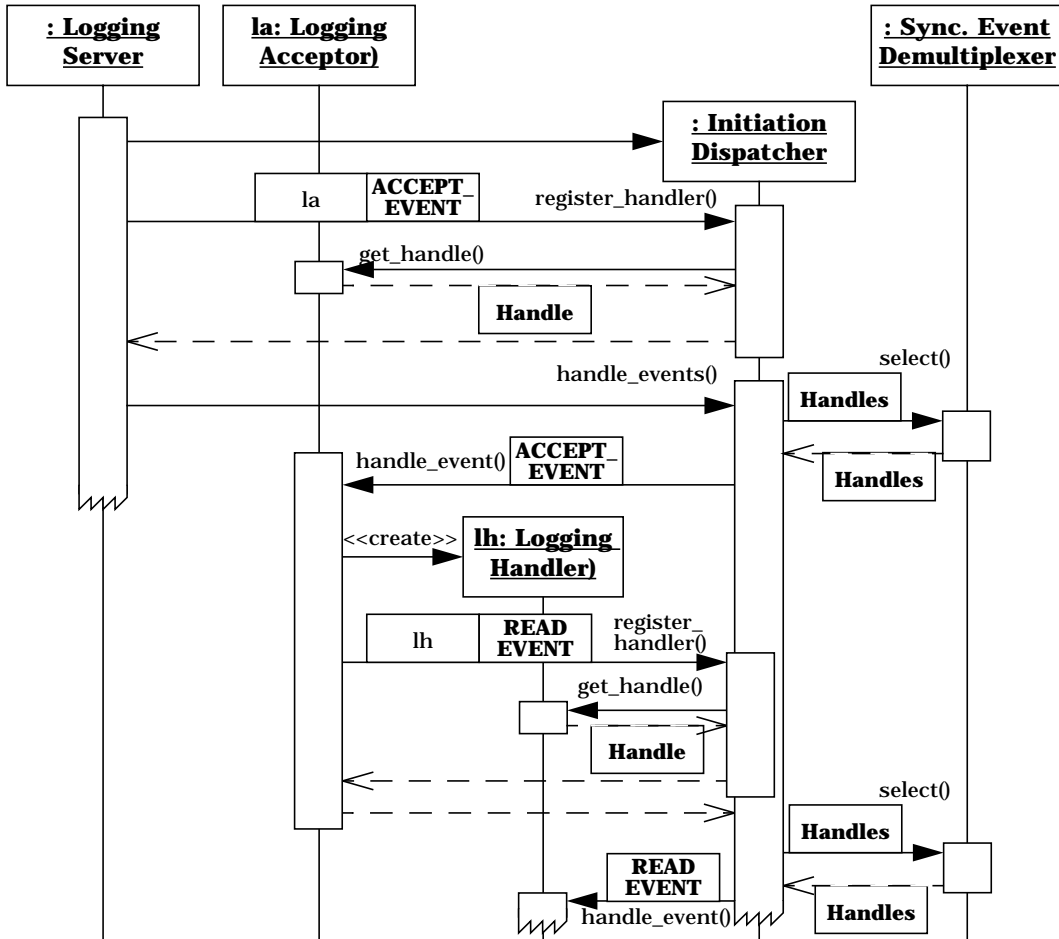 : Logging
Server
la: Logging
Acceptor)
: Sync. Event
Demultiplexer
: Initiation
Dispatcher
la
ACCEPT_
EVENT
register_handler()
get_handle()
Handle
handle_events()
select()
Handles
Handles
handle_event()
ACCEPT_
EVENT
<<create>>
lh: Logging
Handler)
lh
READ
EVENT
register_
handler()
get_handle()
Handle
select()
Handles
Handles
READ
EVENT
handle_event()